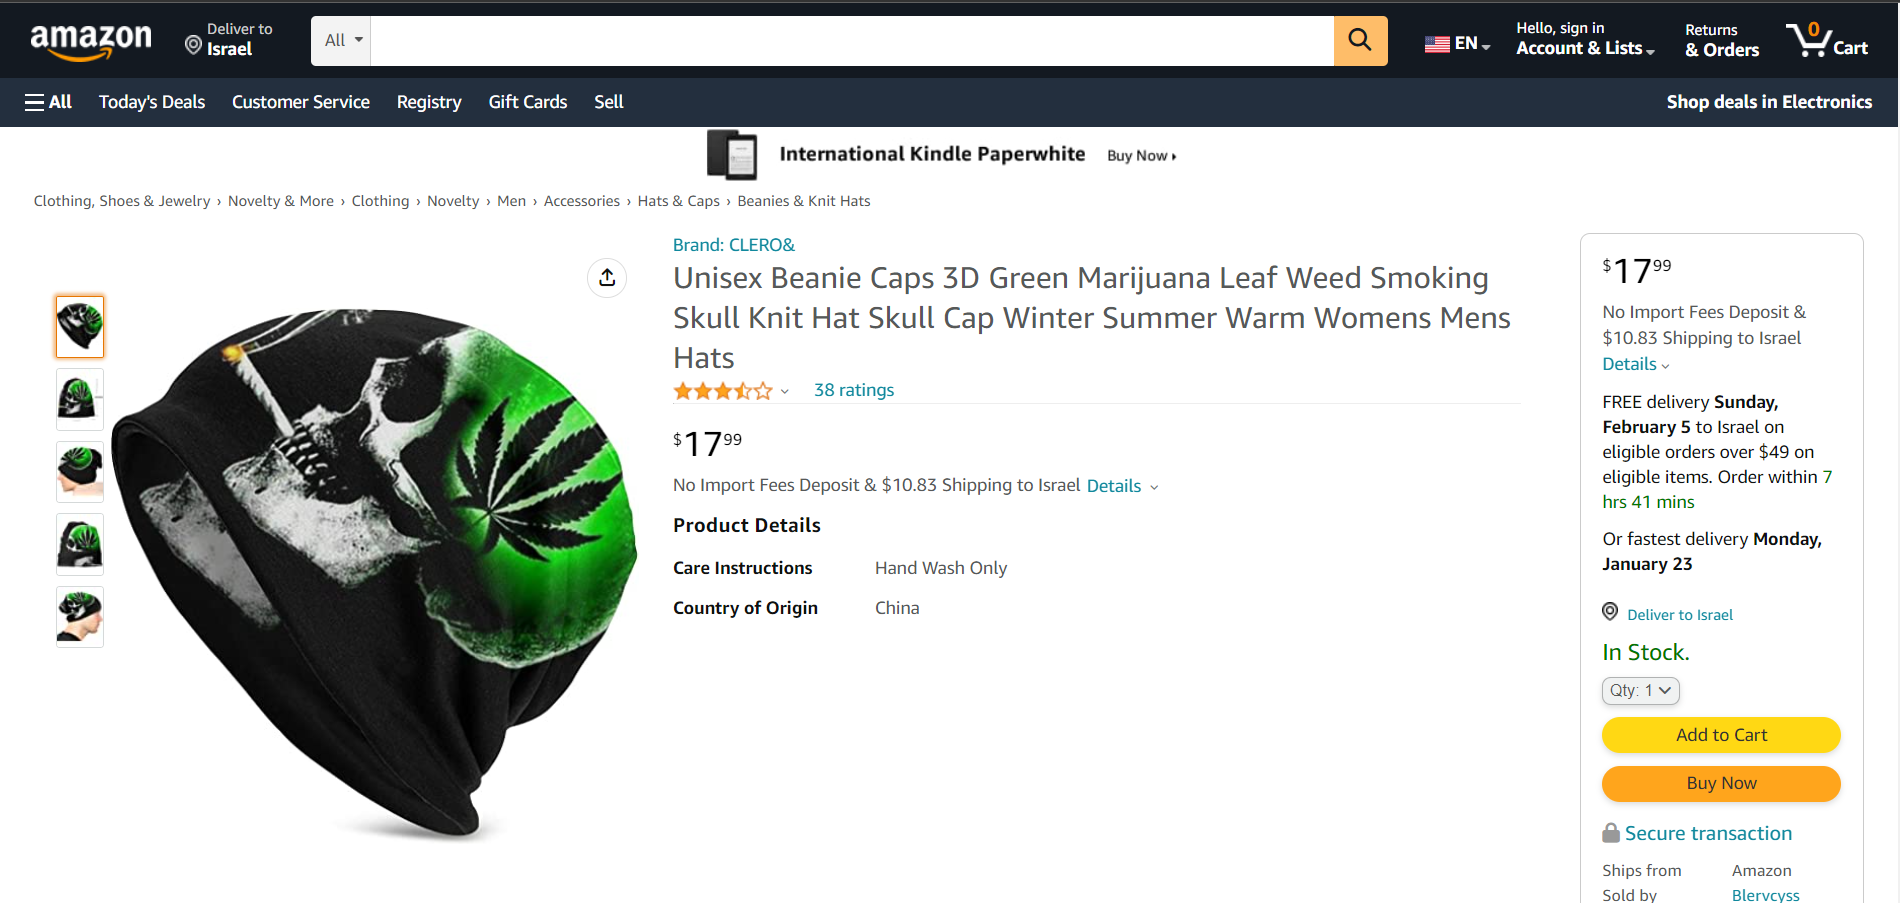 amazon
Deliver to
Israel
All
EN
Hello, sign in
Account & Lists
Returns
& Orders
0
Cart
All
Today's Deals
Customer Service
Registry
Gift Cards
Sell
Shop deals in Electronics
International Kindle Paperwhite Buy Now
Clothing, Shoes & Jewelry › Novelty & More › Clothing › Novelty › Men › Accessories › Hats & Caps › Beanies & Knit Hats
Brand: CLERO&
Unisex Beanie Caps 3D Green Marijuana Leaf Weed Smoking
Skull Knit Hat Skull Cap Winter Summer Warm Womens Mens
Hats
38 ratings
$1799
No Import Fees Deposit & $10.83 Shipping to Israel Details
Product Details
Care Instructions Hand Wash Only
Country of Origin China
$1799
No Import Fees Deposit &
$10.83 Shipping to Israel
Details
FREE delivery Sunday,
February 5 to Israel on
eligible orders over $49 on
eligible items. Order within 7
hrs 41 mins
Or fastest delivery Monday,
January 23
Deliver to Israel
In Stock.
Qty: 1
Add to Cart
Buy Now
Secure transaction
Ships from Amazon
Sold by Blervcyss